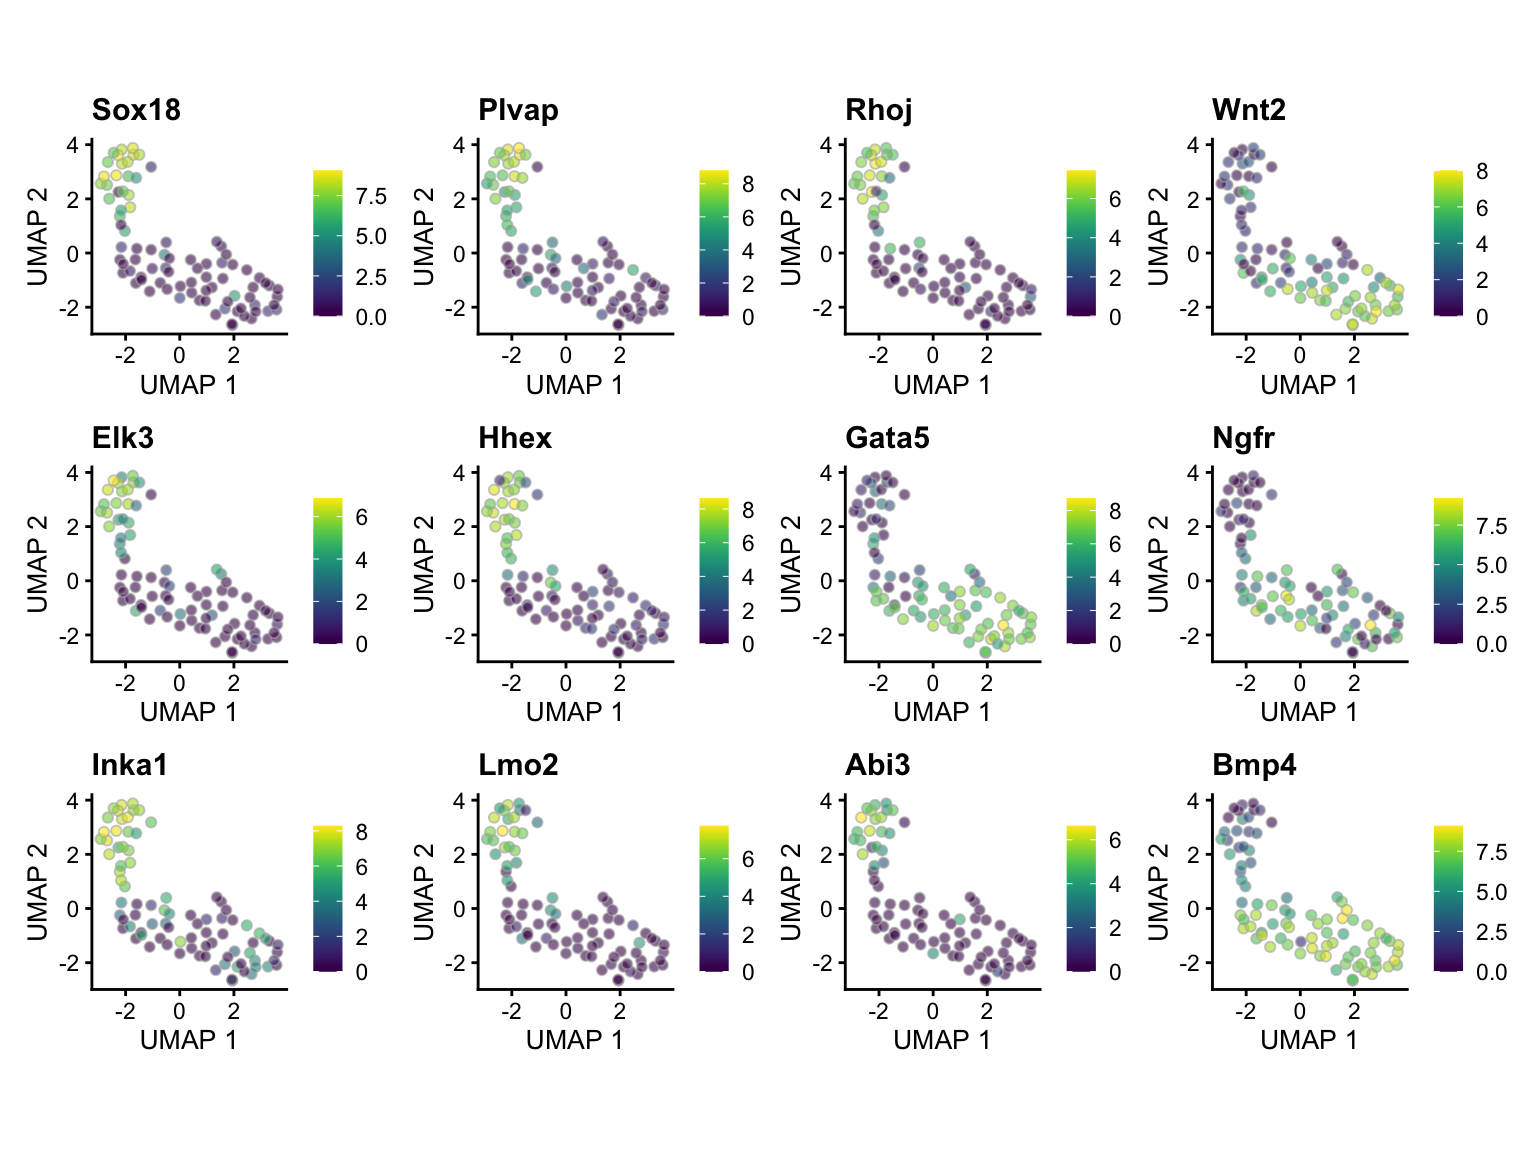 Sox18 Plvap Rhoj Wnt2
4 4 4 4
7.5 8 6 8
2 2 2 2
6 6
5.0 4
0 0 4 0 4 0
2.5 2 2 2
-2 -2 -2 -2
0.0 0 0 0
-2 0 2 -2 0 2 -2 0 2 -2 0 2
UMAP 1 UMAP 1 UMAP 1 UMAP 1
UMAP 2 UMAP 2 UMAP 2 UMAP 2
Elk3 Hhex Gata5 Ngfr
4 4 4 4
6 8 8 7.5
2 2 2 2
4 6 6 5.0
0 0 4 0 4 0
2 2 2 2.5
-2 -2 -2 -2
0 0 0 0.0
-2 0 2 -2 0 2 -2 0 2 -2 0 2
UMAP 1 UMAP 1 UMAP 1 UMAP 1
UMAP 2 UMAP 2 UMAP 2 UMAP 2
Inka1 Lmo2 Abi3 Bmp4
4 4 4 4
8 6 6 7.5
2 2 2 2
6 4 4 5.0
4
0 0 0 0
2 2 2 2.5
-2 -2 -2 -2
0 0 0 0.0
-2 0 2 -2 0 2 -2 0 2 -2 0 2
UMAP 1 UMAP 1 UMAP 1 UMAP 1
UMAP 2 UMAP 2 UMAP 2 UMAP 2